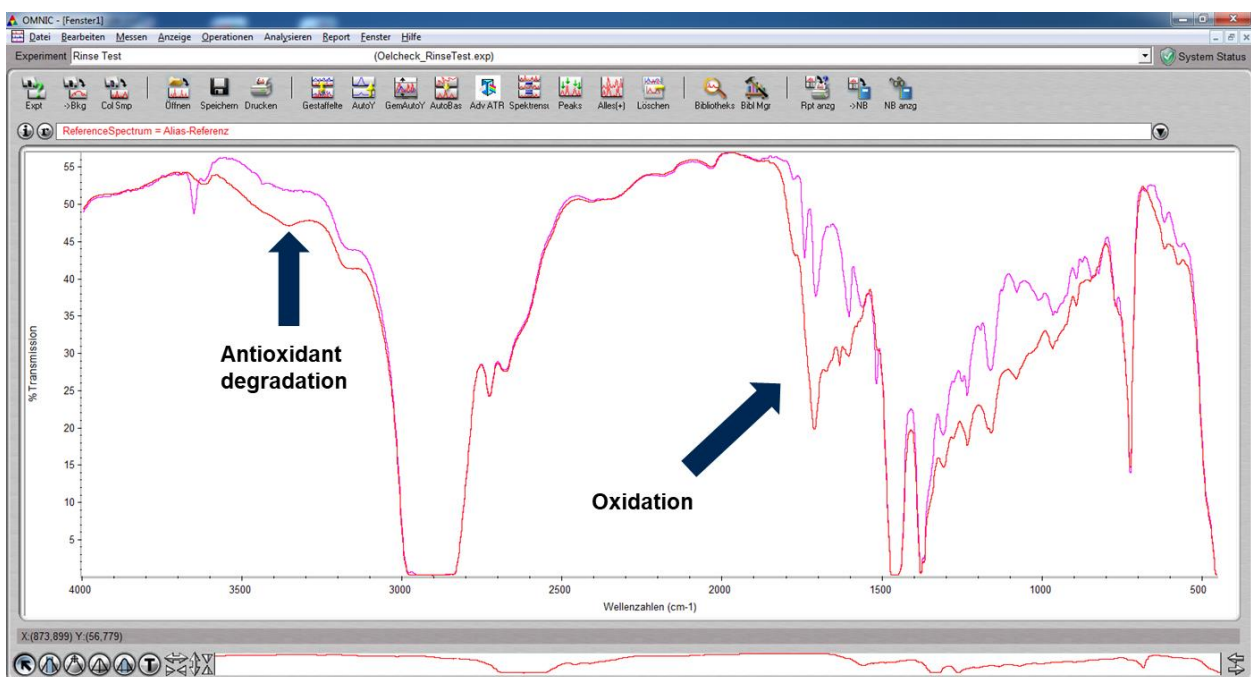 OMNIC - [Fenster1]
Datei Bearbeiten Messen Anzeige Operationen Analysieren Report Fenster Hilfe
Experiment Rinse Test (Oelcheck_RinseTest.exp) System Status
Expt ->Bkg Col Smp Öffnen Speichern Drucken Gestaffelte AutoY GemAutoY AutoBas Adv ATR Spektrensu Peaks Alles(+) Löschen Bibliotheks Bibl Mgr Rpt anzg ->NB NB anzg
ReferenceSpectrum = Alias-Referenz
55
50
45
40
35
30
25
20
15
10
5
% Transmission
Antioxidant
degradation
Oxidation
4000 3500 3000 2500 2000 1500 1000 500
Wellenzahlen (cm-1)
X:(873,899) Y:(56,779)
T